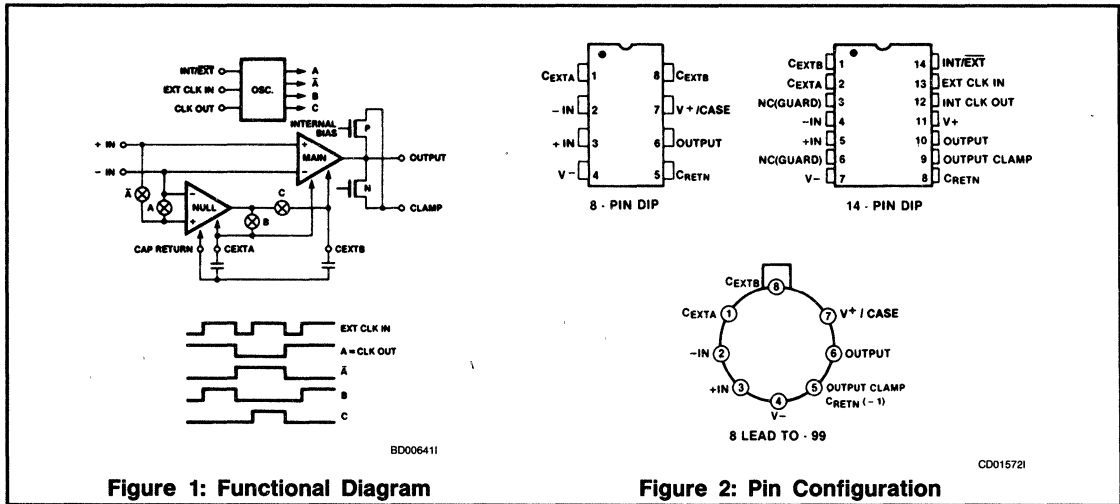 INT/EXT
EXT CLK IN
CLK OUT
OSC.
A
A̅
B
C
INTERNAL
BIAS
P
+ IN
- IN
MAIN
+
−
OUTPUT
N
CLAMP
A̅
A
NULL
−
+
C
B
CAP RETURN
CEXTA
CEXTB
EXT CLK IN
A = CLK OUT
A̅
B
C
BD00641I
Figure 1: Functional Diagram
CEXTA 1
8 CEXTB
-IN 2
7 V+/CASE
+IN 3
6 OUTPUT
V- 4
5 CRETN
8 - PIN DIP
CEXTB 1
14 INT/EXT
CEXTA 2
13 EXT CLK IN
NC(GUARD) 3
12 INT CLK OUT
-IN 4
11 V+
+IN 5
10 OUTPUT
NC(GUARD) 6
9 OUTPUT CLAMP
V- 7
8 CRETN
14 - PIN DIP
CEXTB 8
CEXTA 1
7 V+ / CASE
-IN 2
6 OUTPUT
+IN 3
5 OUTPUT CLAMP
CRETN (-1)
4
V-
8 LEAD TO - 99
CD01572I
Figure 2: Pin Configuration